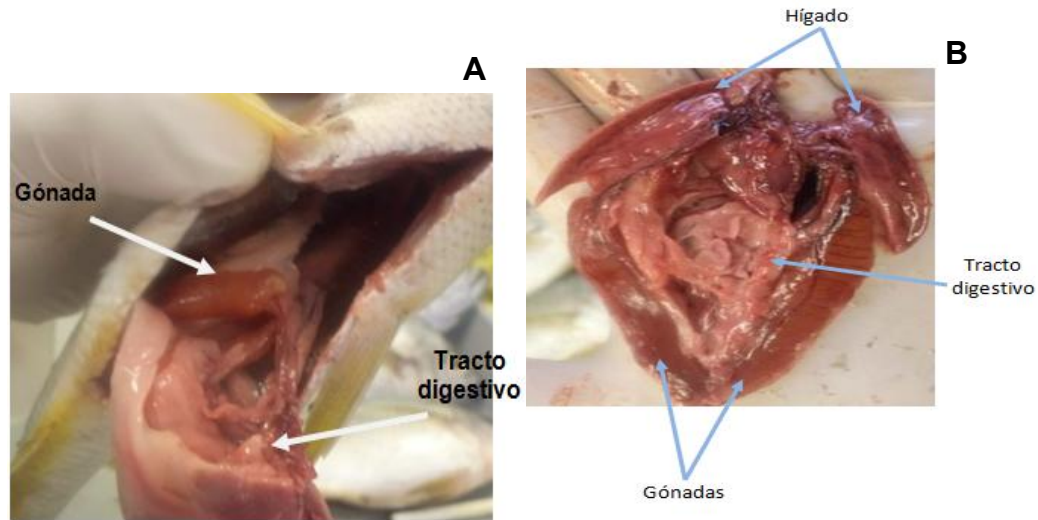 A
Gónada
Tracto
digestivo
Hígado
B
Tracto
digestivo
Gónadas